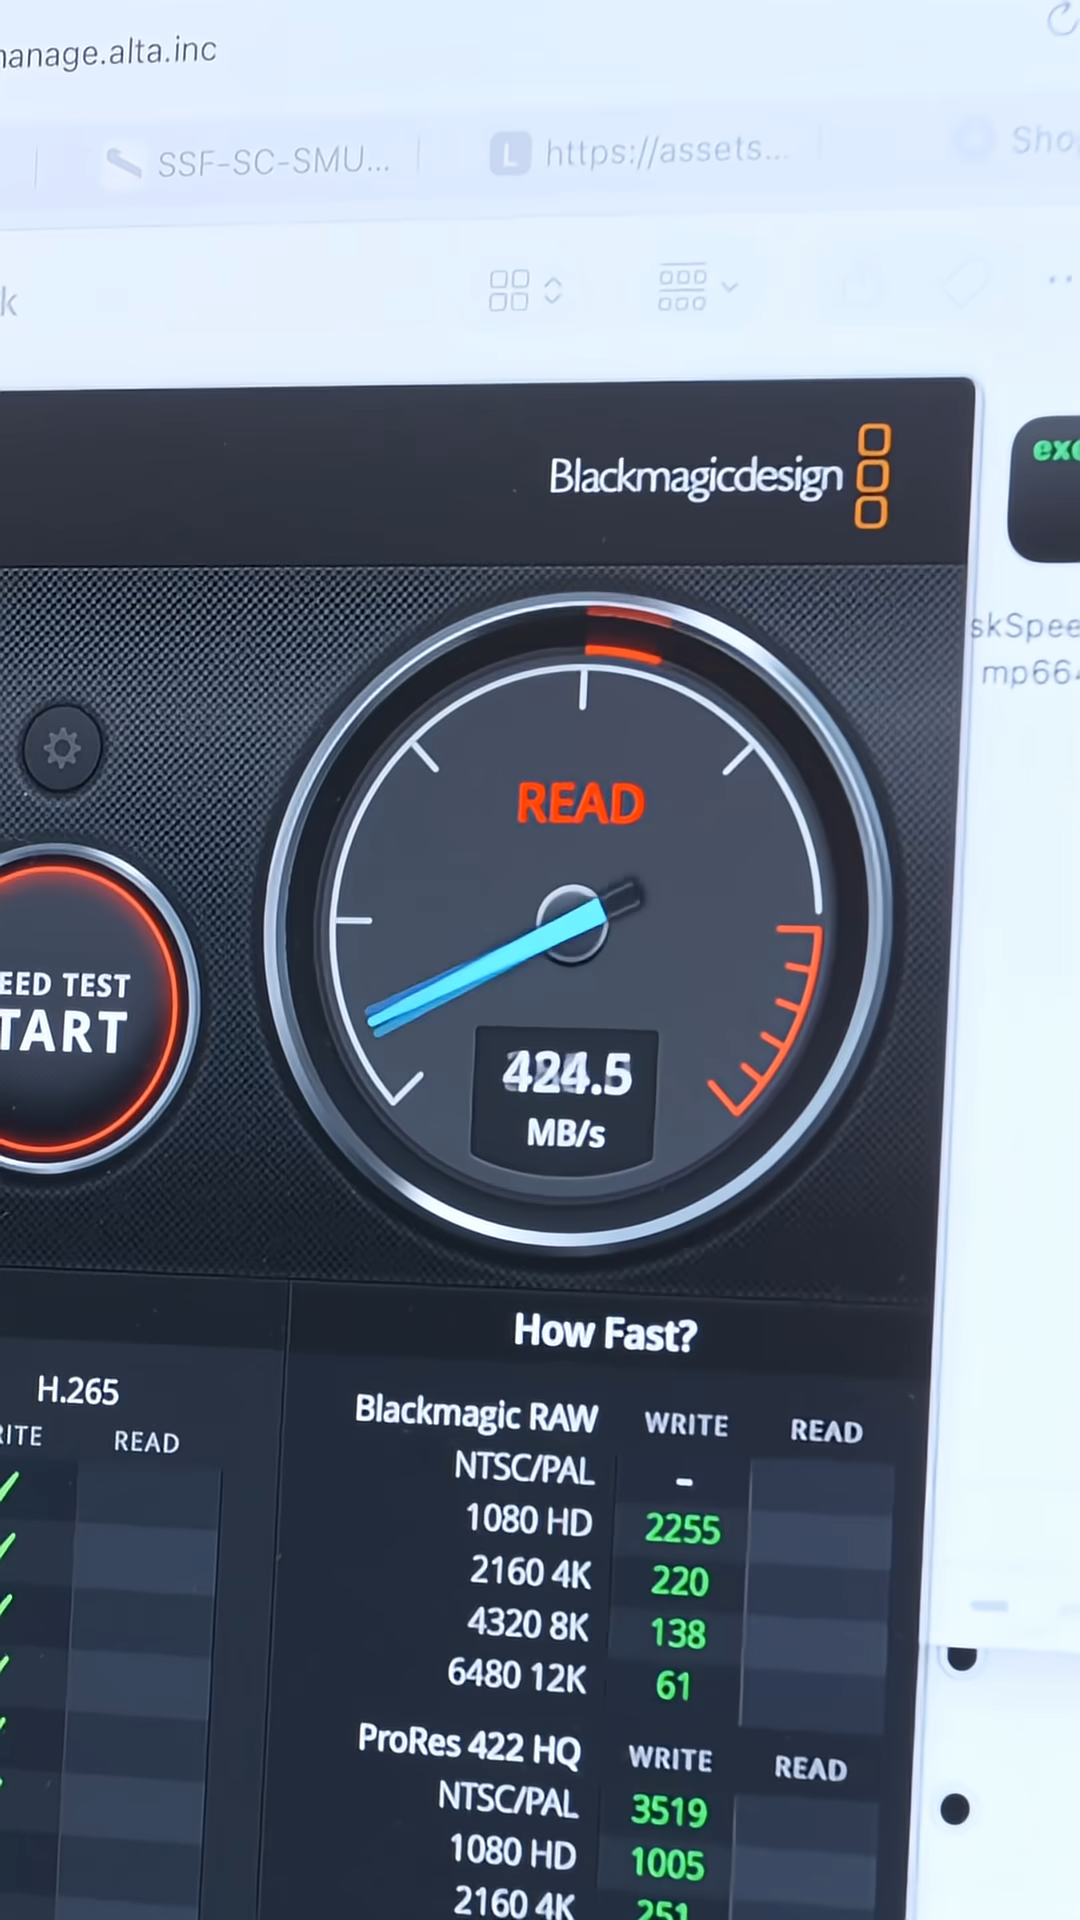 manage.alta.inc
SSF-SC-SMU...
L
https://assets...
Sho
k
Blackmagicdesign
exe
skSpee
mp66
READ
EED TEST
TART
424.5
MB/s
How Fast?
H.265
RITE READ
Blackmagic RAW WRITE READ
NTSC/PAL -
1080 HD 2255
2160 4K 220
4320 8K 138
6480 12K 61
ProRes 422 HQ WRITE READ
NTSC/PAL 3519
1080 HD 1005
2160 4K 251